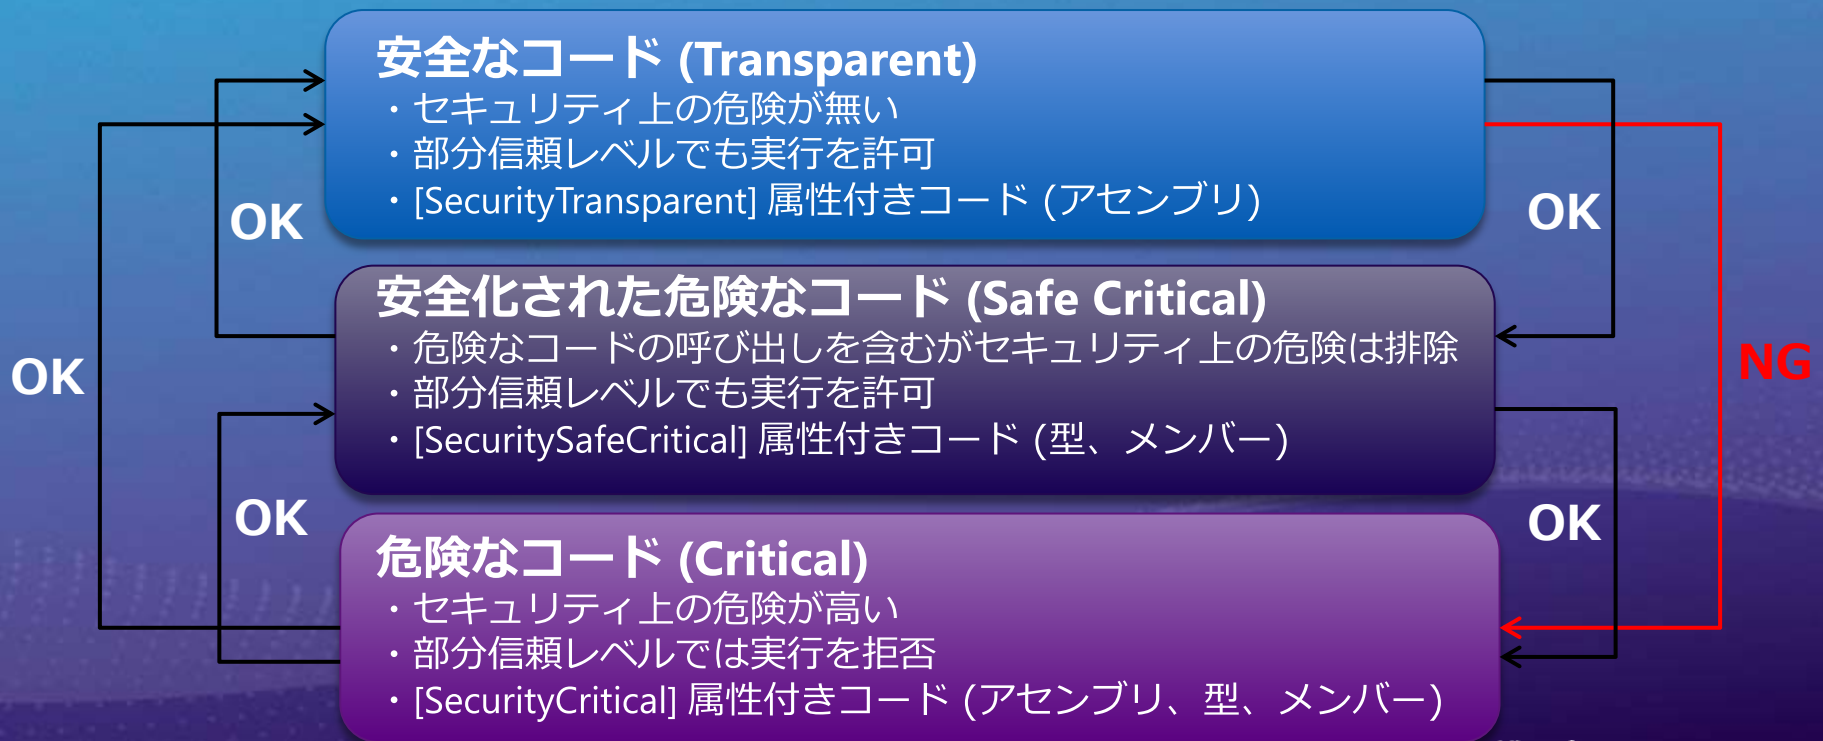 安全なコード (Transparent)
・セキュリティ上の危険が無い
・部分信頼レベルでも実行を許可
・[SecurityTransparent] 属性付きコード (アセンブリ)
OK
OK
安全化された危険なコード (Safe Critical)
・危険なコードの呼び出しを含むがセキュリティ上の危険は排除
・部分信頼レベルでも実行を許可
・[SecuritySafeCritical] 属性付きコード (型、メンバー)
OK
NG
OK
OK
危険なコード (Critical)
・セキュリティ上の危険が高い
・部分信頼レベルでは実行を拒否
・[SecurityCritical] 属性付きコード (アセンブリ、型、メンバー)